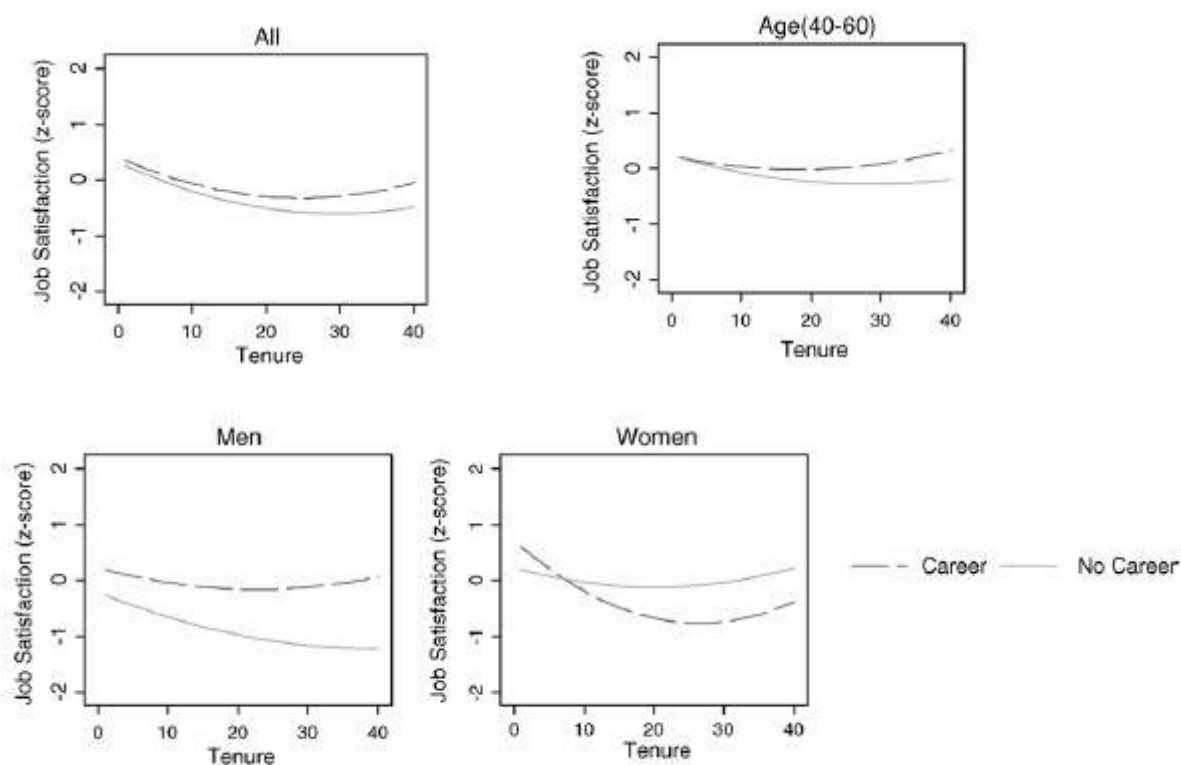 All
Job Satisfaction (z-score)
2
1
0
-1
-2
0 10 20 30 40
Tenure
Age(40-60)
Job Satisfaction (z-score)
2
1
0
-1
-2
0 10 20 30 40
Tenure
Men
Job Satisfaction (z-score)
2
1
0
-1
-2
0 10 20 30 40
Tenure
Women
Job Satisfaction (z-score)
2
1
0
-1
-2
0 10 20 30 40
Tenure
Career No Career